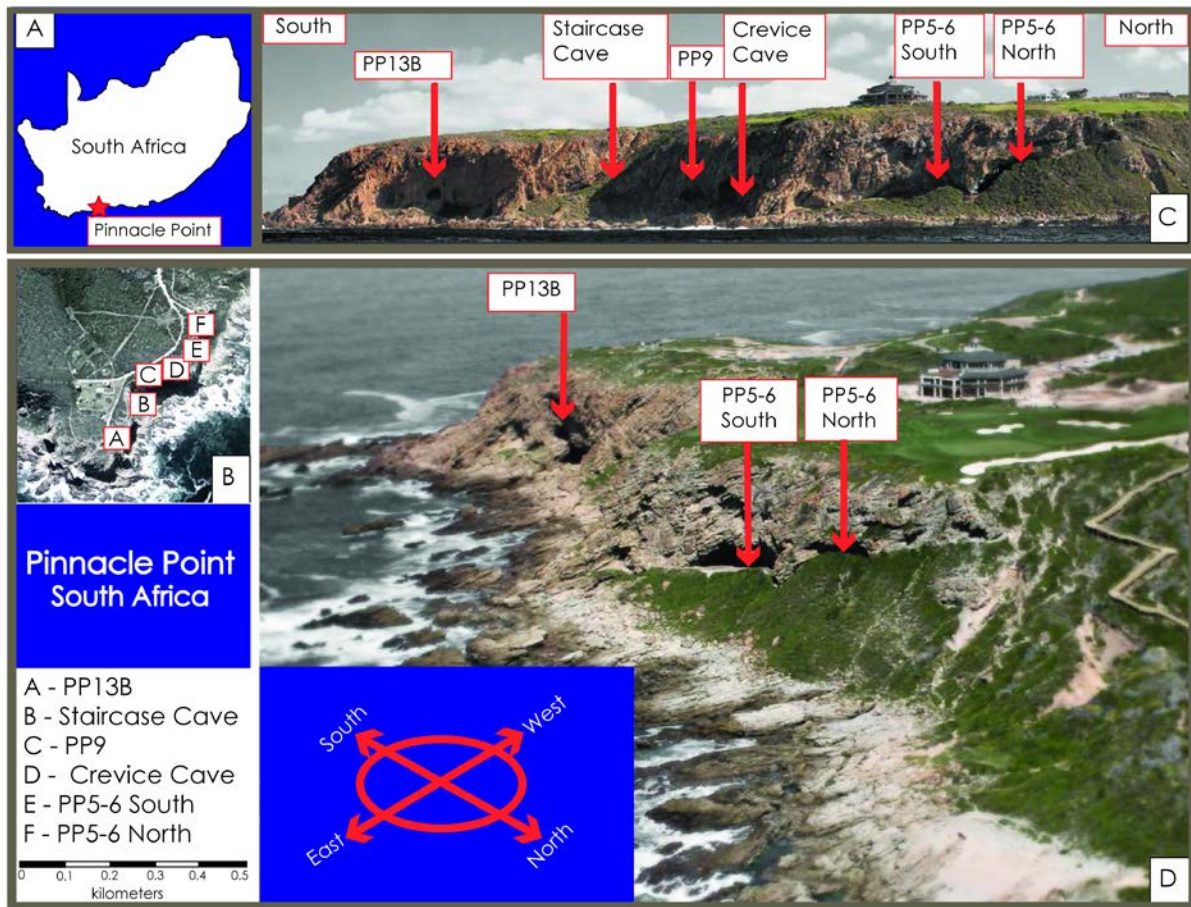 A
South Africa
Pinnacle Point
South
PP13B
Staircase
Cave
PP9
Crevice
Cave
PP5-6
South
PP5-6
North
North
C
F
E
D
C
B
A
B
Pinnacle Point
South Africa
A - PP13B
B - Staircase Cave
C - PP9
D - Crevice Cave
E - PP5-6 South
F - PP5-6 North
0 0.1 0.2 0.3 0.4 0.5
kilometers
PP13B
PP5-6
South
PP5-6
North
South
West
East
North
D